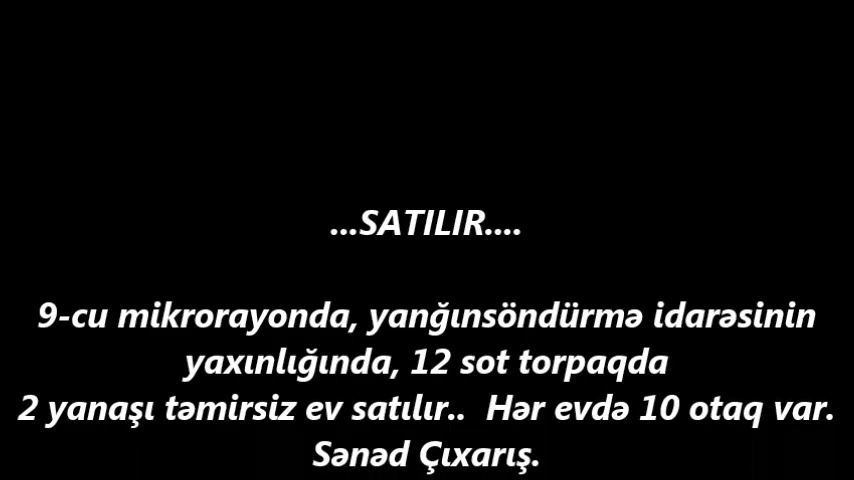 ...SATILIR....
9-cu mikrorayonda, yanğınsöndürmə idarəsinin
yaxınlığında, 12 sot torpaqda
2 yanaşı təmirsiz ev satılır.. Hər evdə 10 otaq var.
Sənəd Çıxarış.